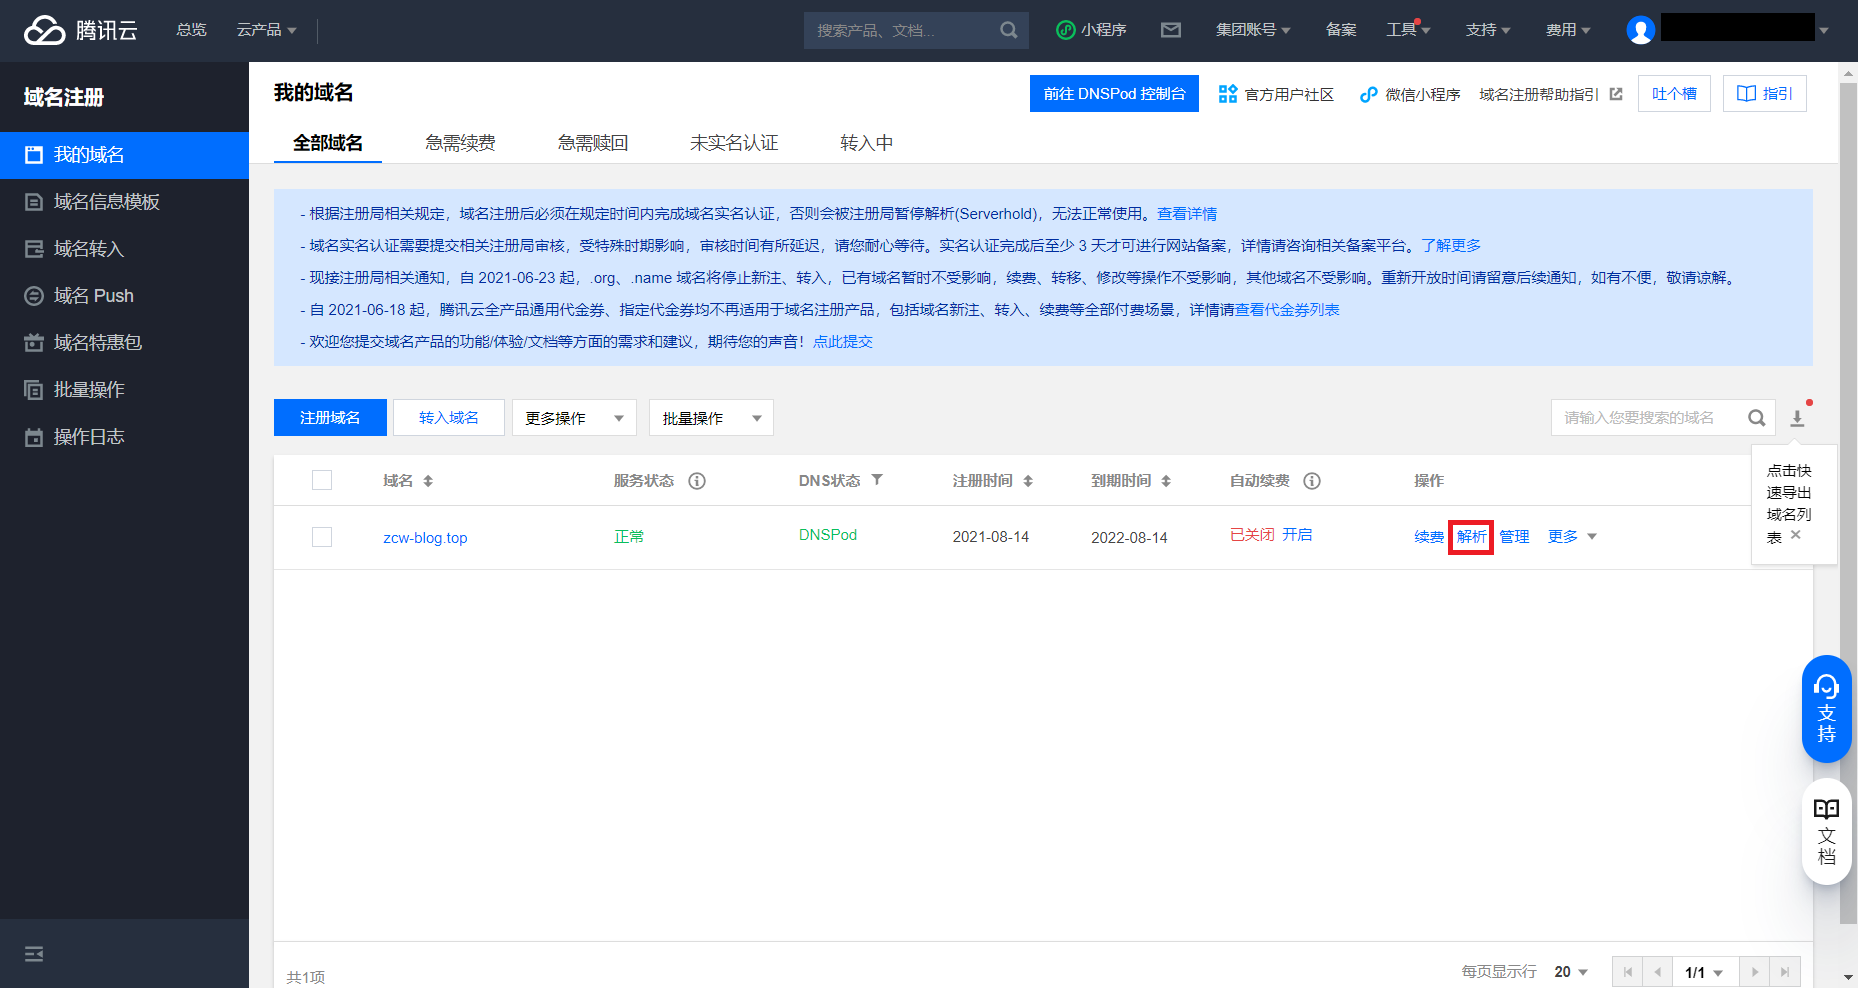 腾讯云
总览
云产品
搜索产品、文档...
小程序
集团账号
备案
工具
支持
费用
域名注册
我的域名
域名信息模板
域名转入
域名 Push
域名特惠包
批量操作
操作日志
我的域名
前往 DNSPod 控制台
官方用户社区
微信小程序
域名注册帮助指引
吐个槽
指引
全部域名
急需续费
急需赎回
未实名认证
转入中
- 根据注册局相关规定，域名注册后必须在规定时间内完成域名实名认证，否则会被注册局暂停解析(Serverhold)，无法正常使用。查看详情
- 域名实名认证需要提交相关注册局审核，受特殊时期影响，审核时间有所延迟，请您耐心等待。实名认证完成后至少 3 天才可进行网站备案，详情请咨询相关备案平台。了解更多
- 现接注册局相关通知，自 2021-06-23 起，.org、.name 域名将停止新注、转入，已有域名暂时不受影响，续费、转移、修改等操作不受影响，其他域名不受影响。重新开放时间请留意后续通知，如有不便，敬请谅解。
- 自 2021-06-18 起，腾讯云全产品通用代金券、指定代金券均不再适用于域名注册产品，包括域名新注、转入、续费等全部付费场景，详情请查看代金券列表
- 欢迎您提交域名产品的功能/体验/文档等方面的需求和建议，期待您的声音！点此提交
注册域名
转入域名
更多操作
批量操作
请输入您要搜索的域名
点击快
速导出
域名列
表
域名
服务状态
DNS状态
注册时间
到期时间
自动续费
操作
zcw-blog.top
正常
DNSPod
2021-08-14
2022-08-14
已关闭 开启
续费 解析 管理 更多
支持
文档
共1项
每页显示行 20
1/1